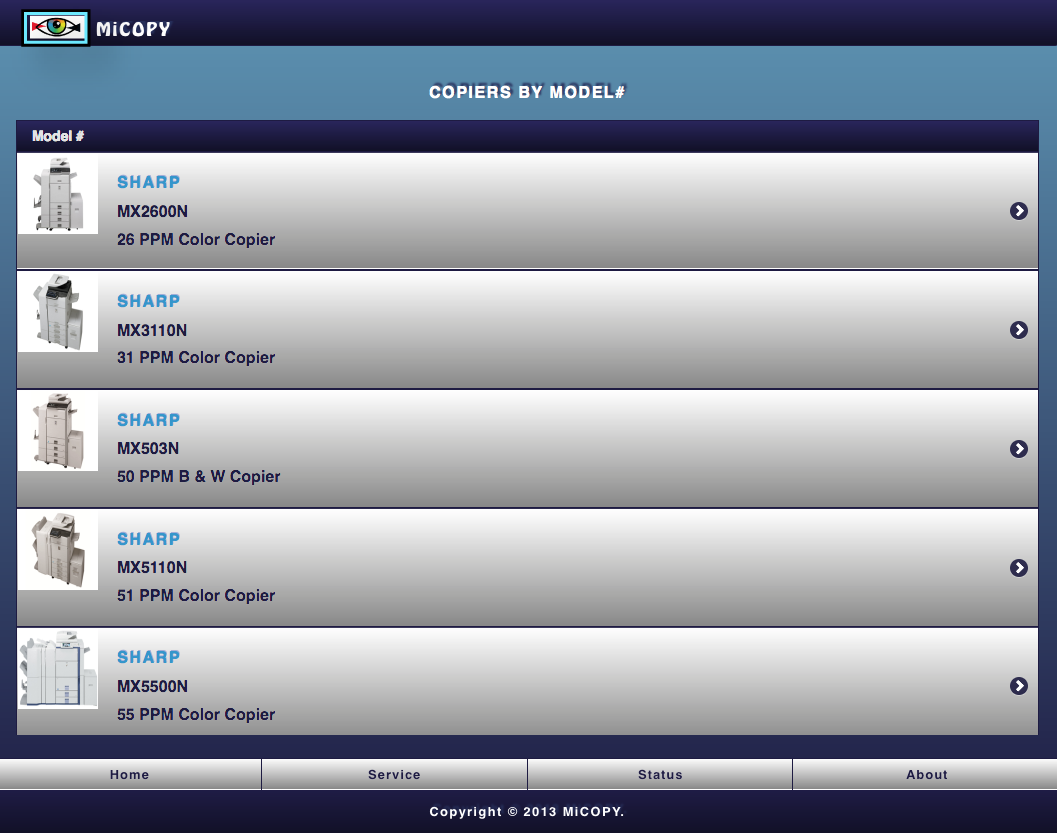 MiCOPY
COPIERS BY MODEL#
Model #
SHARP
MX2600N
26 PPM Color Copier
SHARP
MX3110N
31 PPM Color Copier
SHARP
MX503N
50 PPM B & W Copier
SHARP
MX5110N
51 PPM Color Copier
SHARP
MX5500N
55 PPM Color Copier
Home Service Status About
Copyright © 2013 MiCOPY.